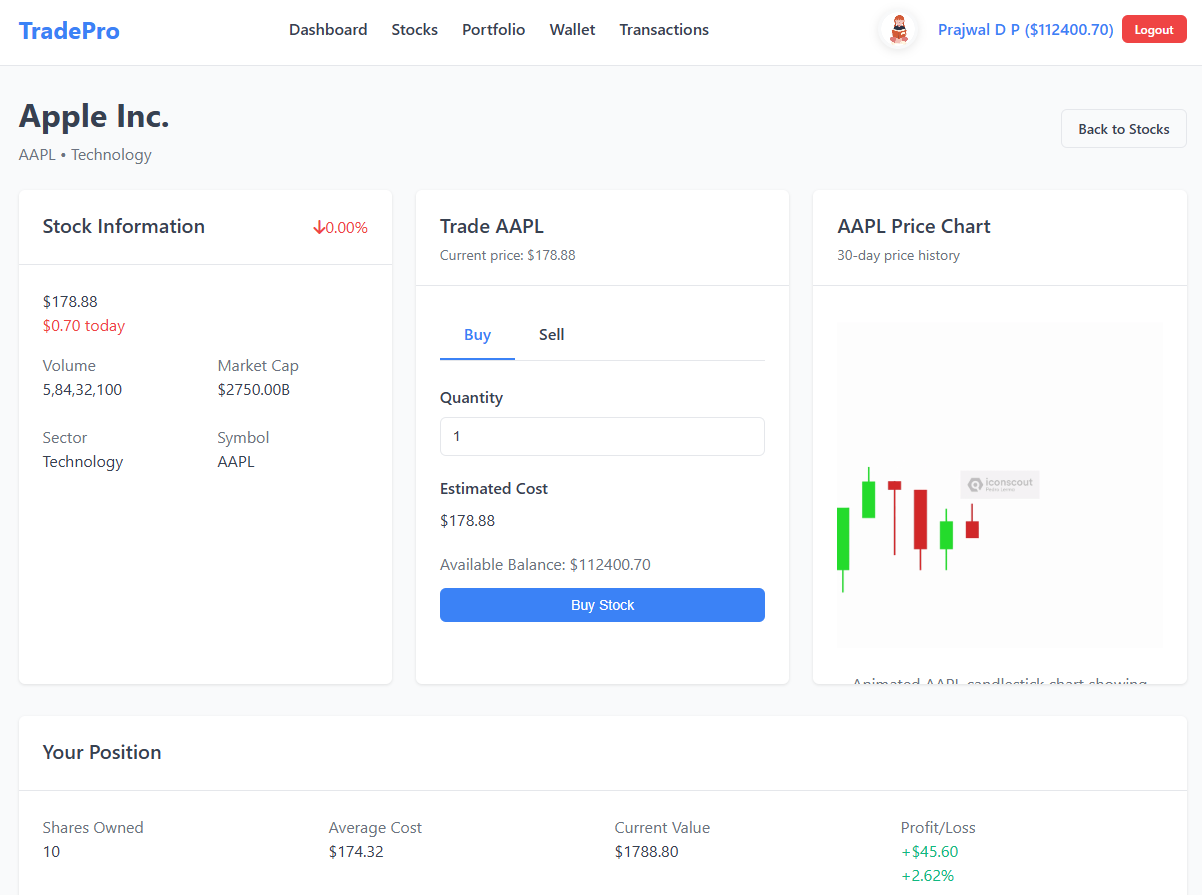 TradePro
Dashboard Stocks Portfolio Wallet Transactions
Prajwal D P ($112400.70) Logout
Apple Inc.
AAPL • Technology
Back to Stocks
Stock Information
↓0.00%
$178.88
$0.70 today
Volume Market Cap
5,84,32,100 $2750.00B
Sector Symbol
Technology AAPL
Trade AAPL
Current price: $178.88
Buy Sell
Quantity
1
Estimated Cost
$178.88
Available Balance: $112400.70
Buy Stock
AAPL Price Chart
30-day price history
iconscout
Animated AAPL candlestick chart showing
Your Position
Shares Owned Average Cost Current Value Profit/Loss
10 $174.32 $1788.80 +$45.60
+2.62%